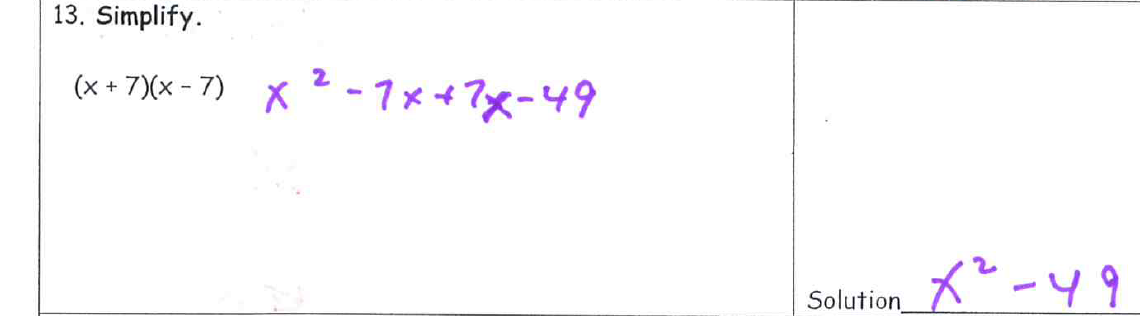 13. Simplify.
(x + 7)(x - 7) x² - 7x + 7x - 49
Solution x² - 49